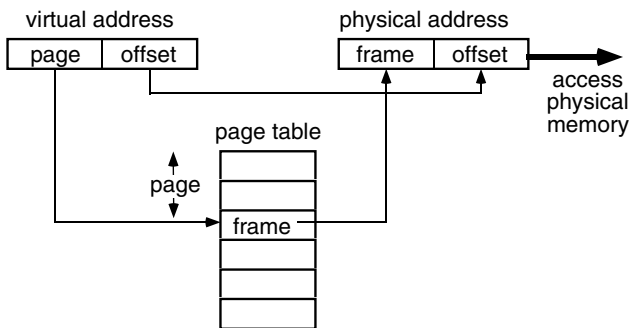 virtual address
physical address
page offset
frame offset
access
physical
memory
page table
page
frame